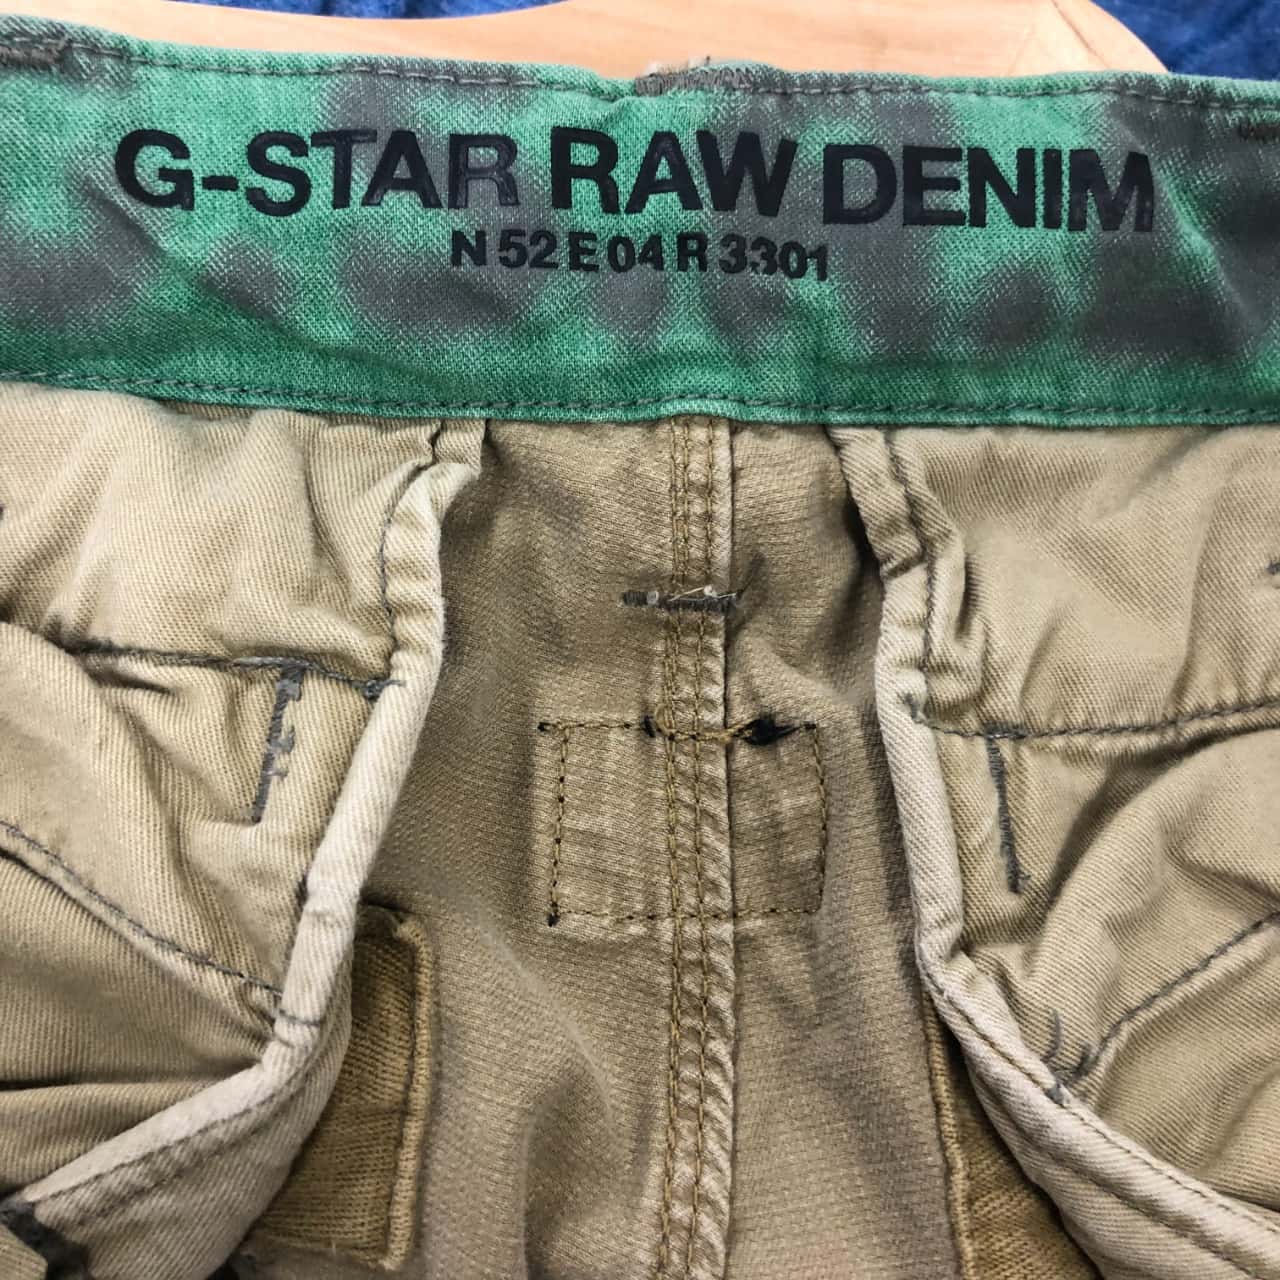 G-STAR RAW DENIM
N 52 E 04 R 3301